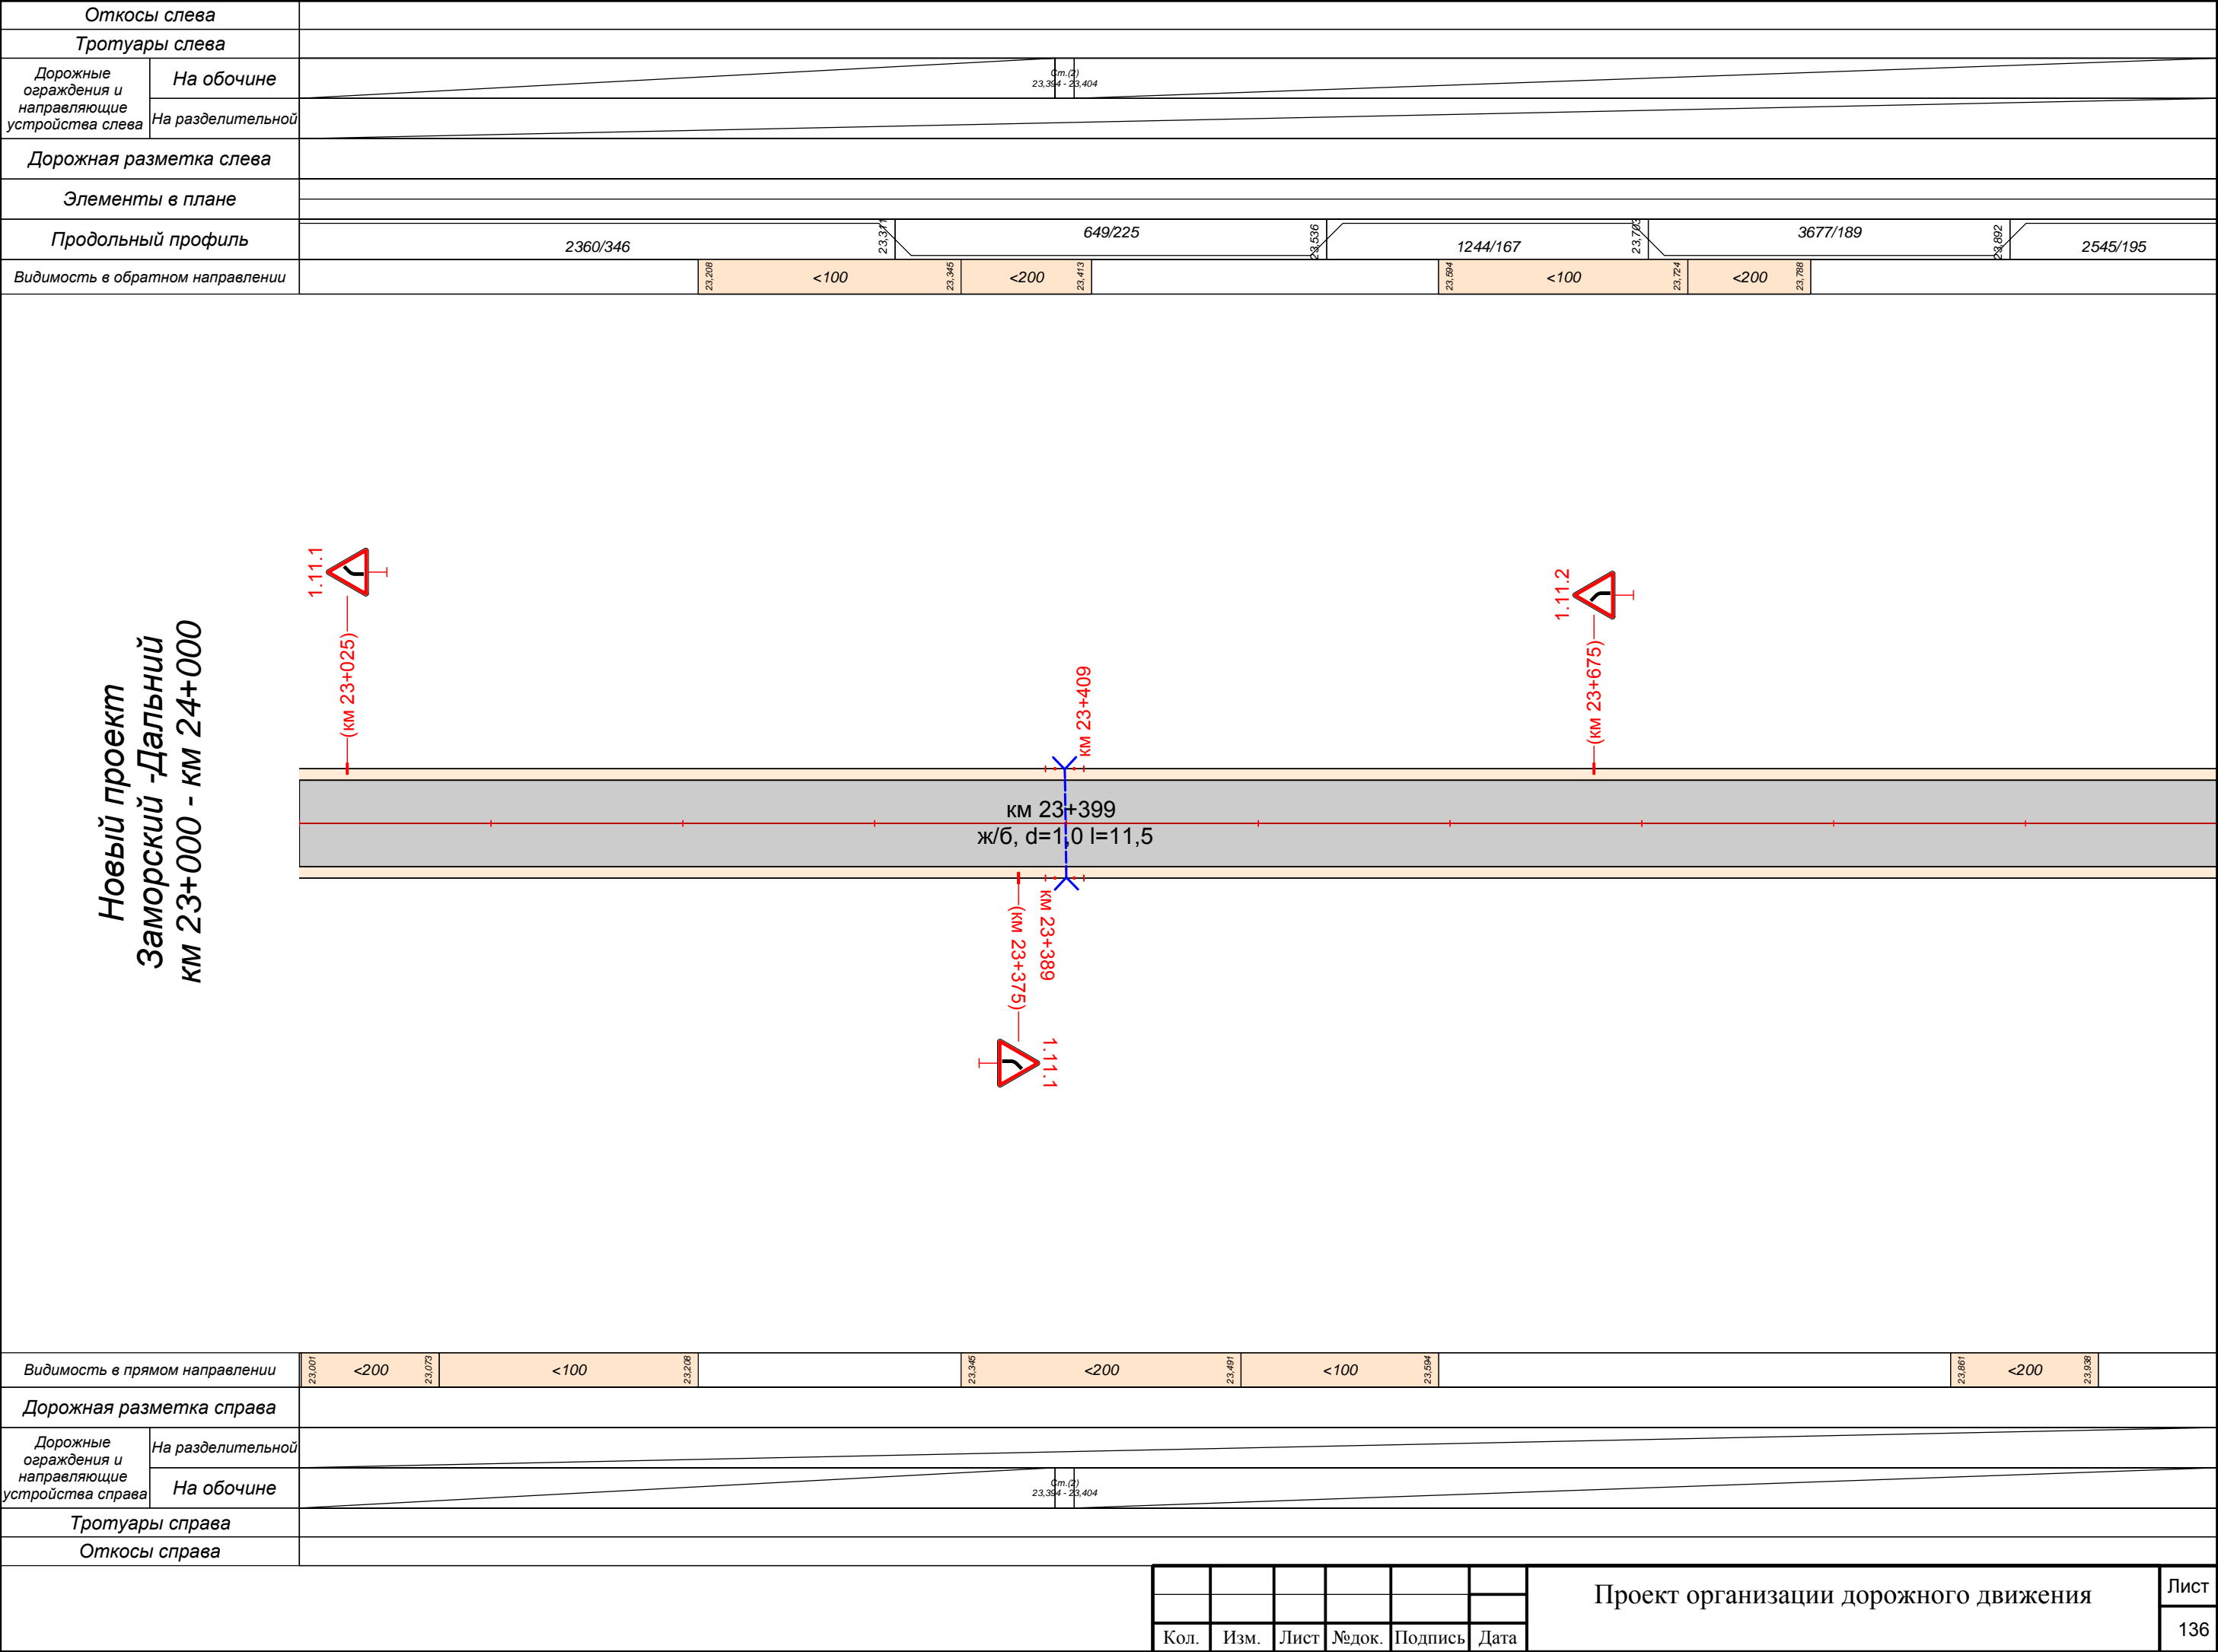 Откосы слева
Тротуары слева
Дорожные
ограждения и
направляющие
устройства слева
На обочине
Ст.(2)
23,394 - 23,404
На разделительной
Дорожная разметка слева
Элементы в плане
Продольный профиль
2360/346
23,311
649/225
23,536
1244/167
23,703
3677/189
23,892
2545/195
Видимость в обратном направлении
23,208
<100
23,345
<200
23,413
23,594
<100
23,724
<200
23,788
Новый проект
Заморский -Дальний
км 23+000 - км 24+000
1.11.1
(км 23+025)
км 23+409
1.11.2
(км 23+675)
км 23+399
ж/б, d=1,0 l=11,5
(км 23+375)
км 23+389
1.11.1
Видимость в прямом направлении
23,001
<200
23,073
<100
23,208
23,345
<200
23,491
<100
23,594
23,861
<200
23,938
Дорожная разметка справа
Дорожные
ограждения и
направляющие
устройства справа
На разделительной
На обочине
Ст.(2)
23,394 - 23,404
Тротуары справа
Откосы справа
Кол.
Изм.
Лист
№док.
Подпись
Дата
Проект организации дорожного движения
Лист
136